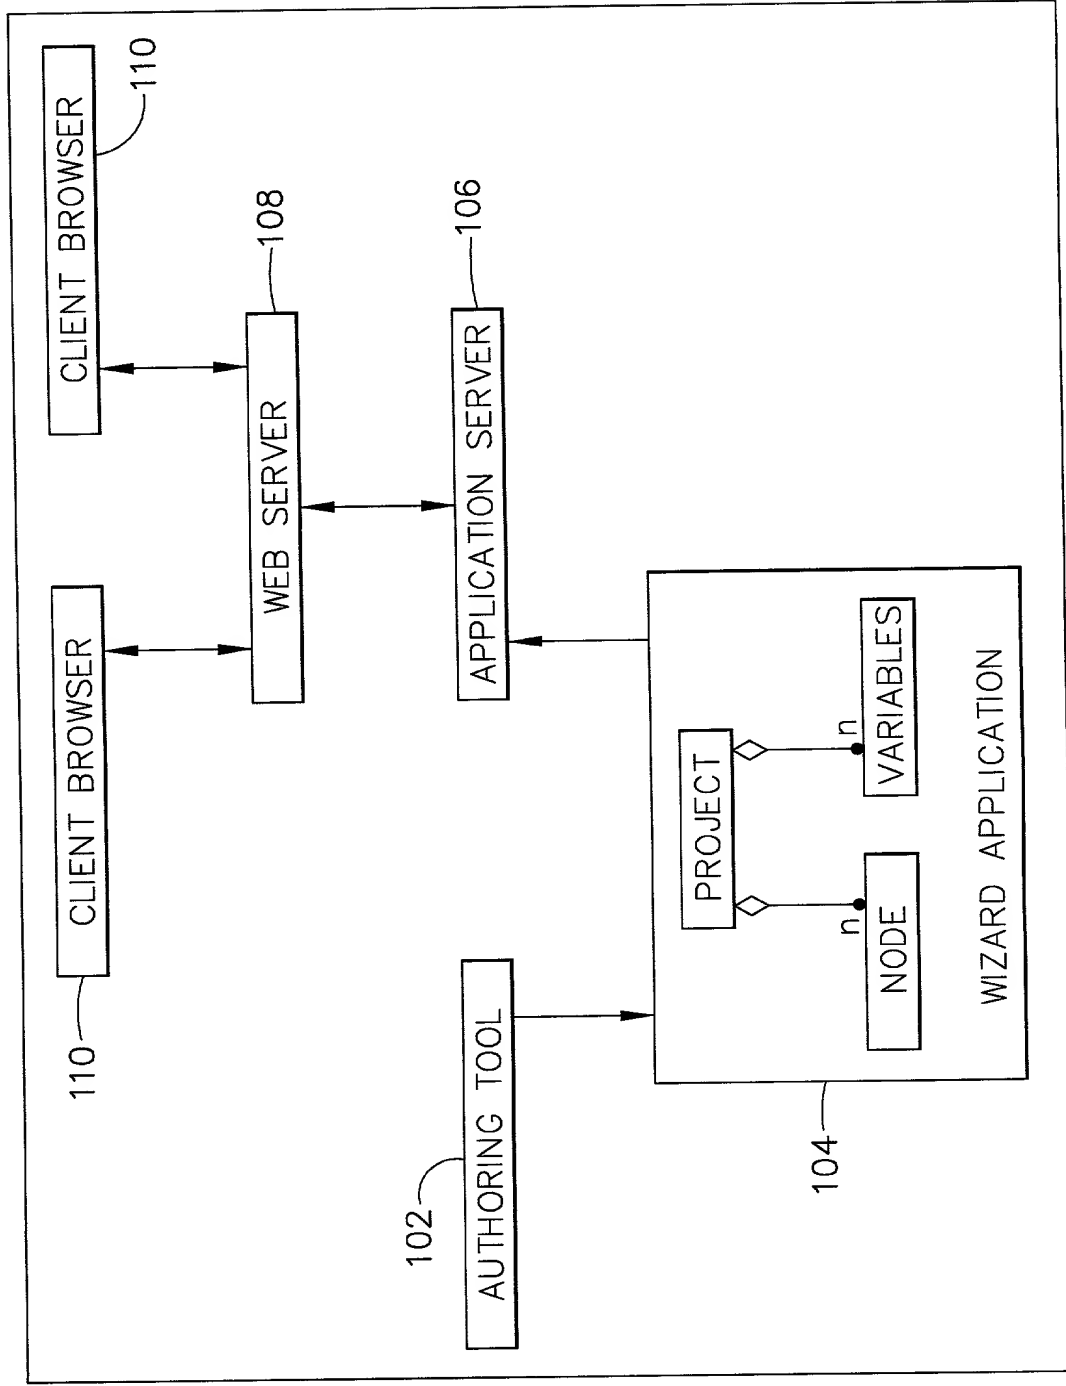 CLIENT BROWSER
110
CLIENT BROWSER
110
WEB SERVER
108
APPLICATION SERVER
106
AUTHORING TOOL
102
PROJECT
n
n
NODE
VARIABLES
WIZARD APPLICATION
104